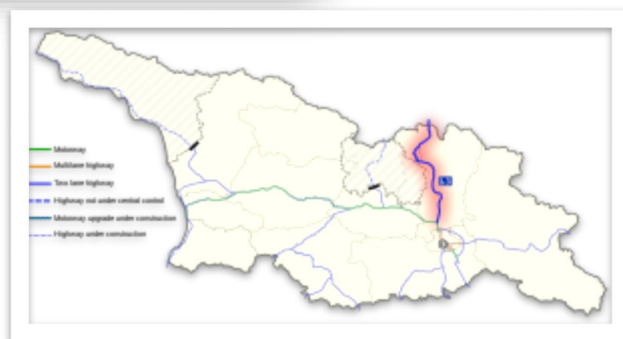 Motorway
Multilane highway
Two lane highway
Highway not under central control
Motorway upgrade under construction
Highway under construction